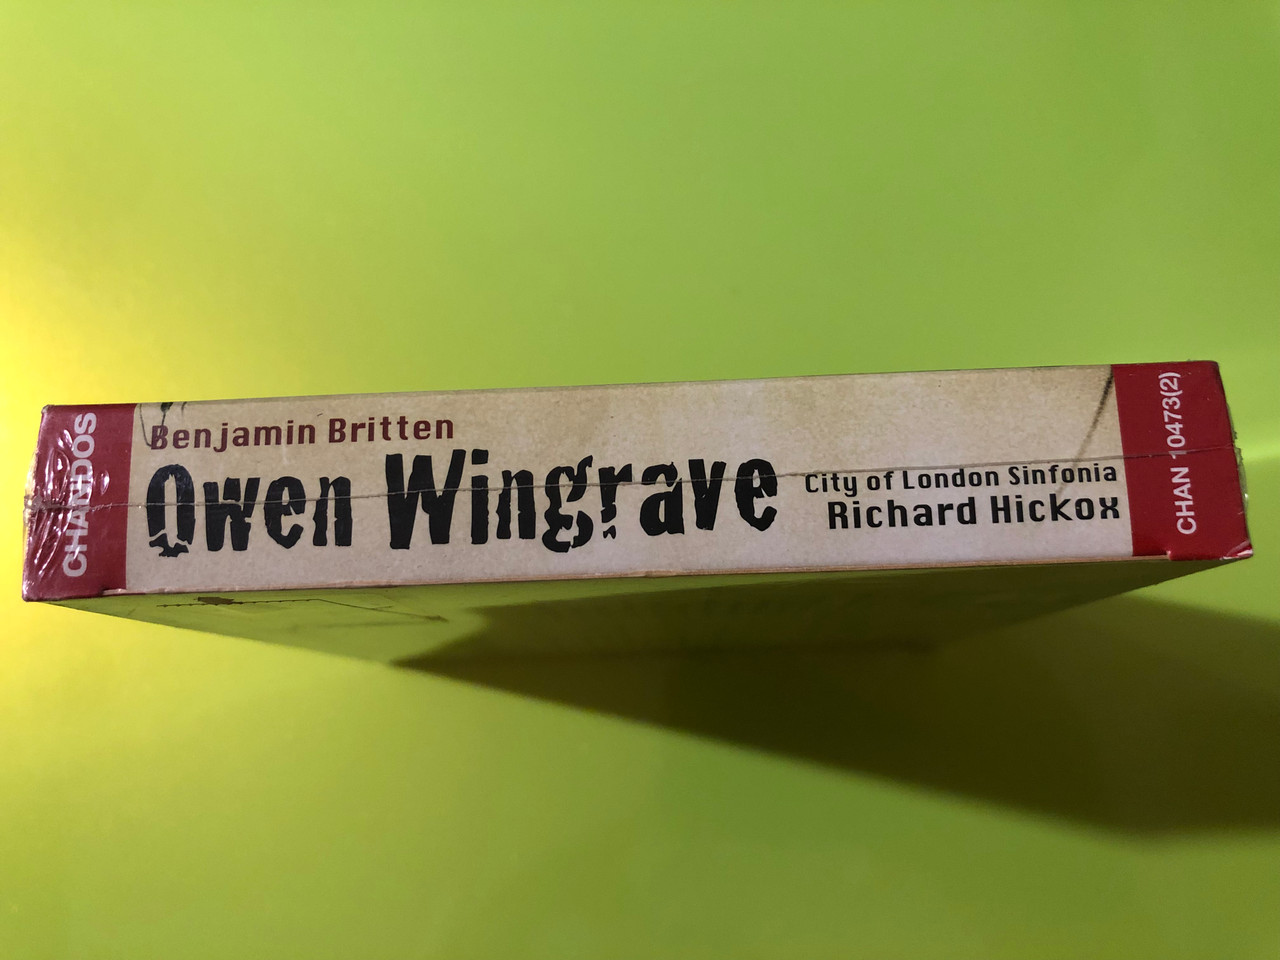 CHANDOS
Benjamin Britten
Owen Wingrave
City of London Sinfonia
Richard Hickox
CHAN 10473(2)